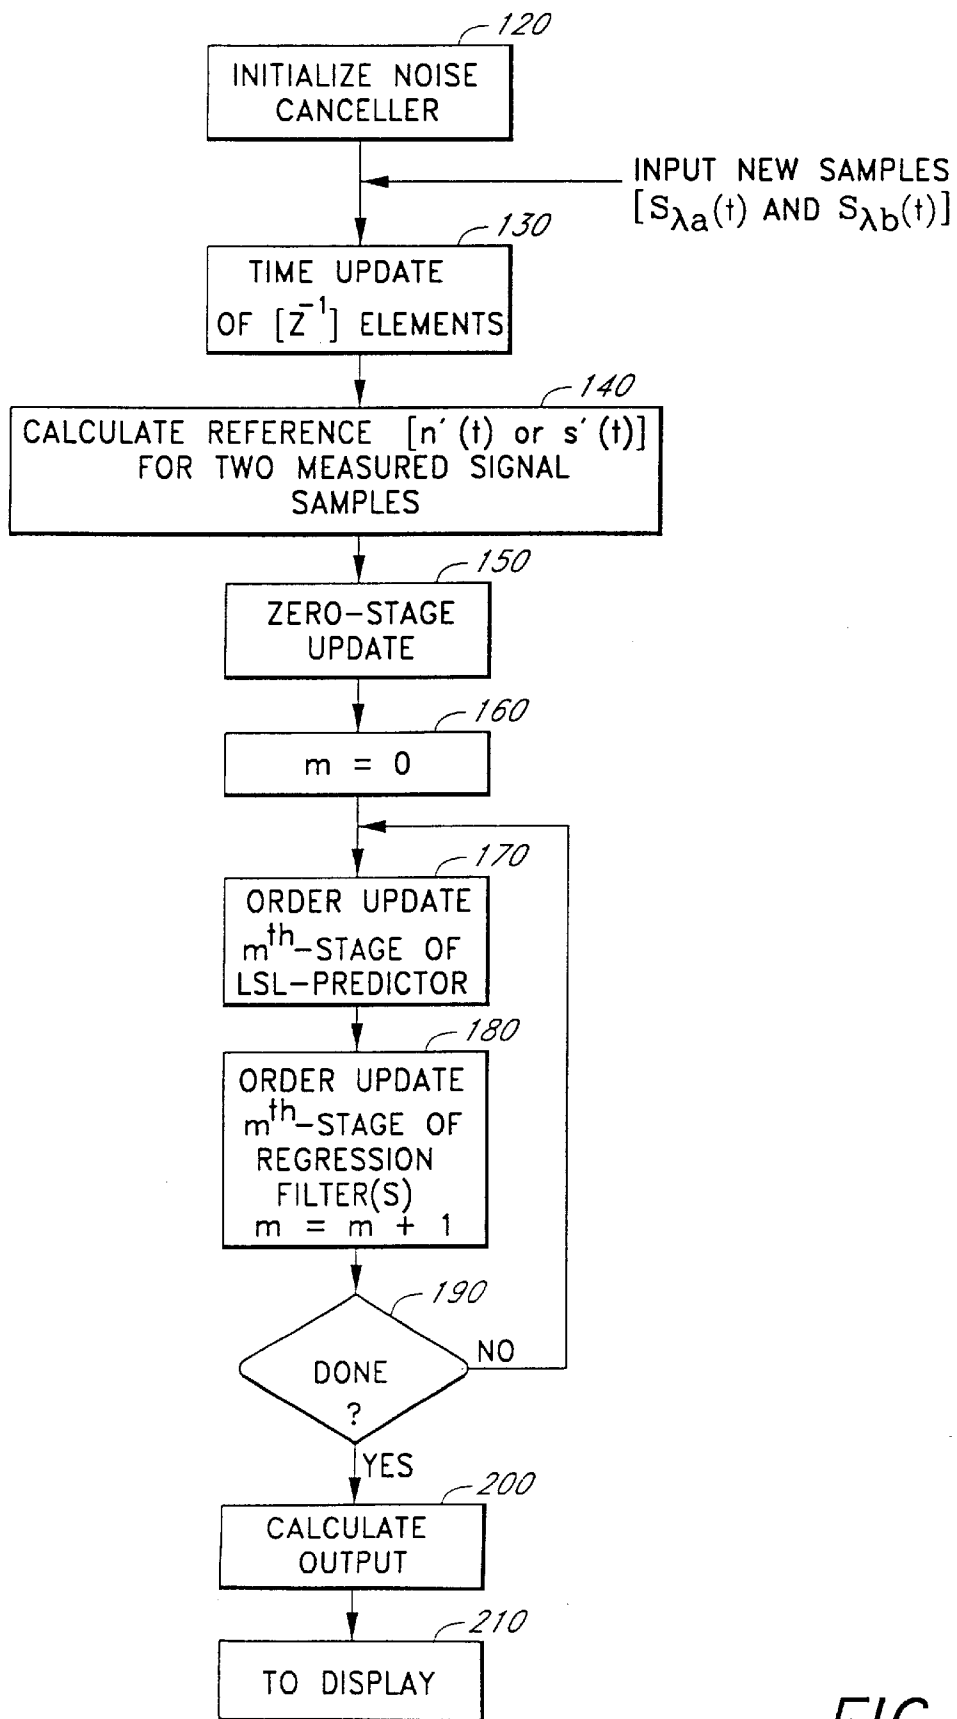 120
INITIALIZE NOISE
CANCELLER
INPUT NEW SAMPLES
[Sλa(t) AND Sλb(t)]
130
TIME UPDATE
OF [Z⁻¹] ELEMENTS
140
CALCULATE REFERENCE [n'(t) or s'(t)]
FOR TWO MEASURED SIGNAL
SAMPLES
150
ZERO-STAGE
UPDATE
160
m = 0
170
ORDER UPDATE
mth-STAGE OF
LSL-PREDICTOR
180
ORDER UPDATE
mth-STAGE OF
REGRESSION
FILTER(S)
m = m + 1
190
DONE
?
NO
YES
200
CALCULATE
OUTPUT
210
TO DISPLAY